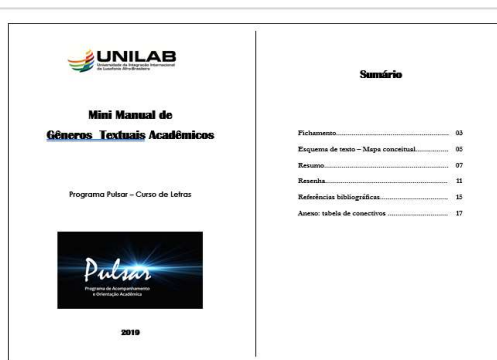 UNILAB
Universidade da Integração Internacional
da Lusofonia Afro-Brasileira
Mini Manual de
Gêneros Textuais Acadêmicos
Programa Pulsar – Curso de Letras
Pulsar
Programa de Acompanhamento
e Orientação Acadêmica
2019
Sumário
Fichamento.................................................. 03
Esquema de texto – Mapa conceitual............... 05
Resumo........................................................ 07
Resenha....................................................... 11
Referências bibliográficas............................... 15
Anexo: tabela de conectivos ............................ 17